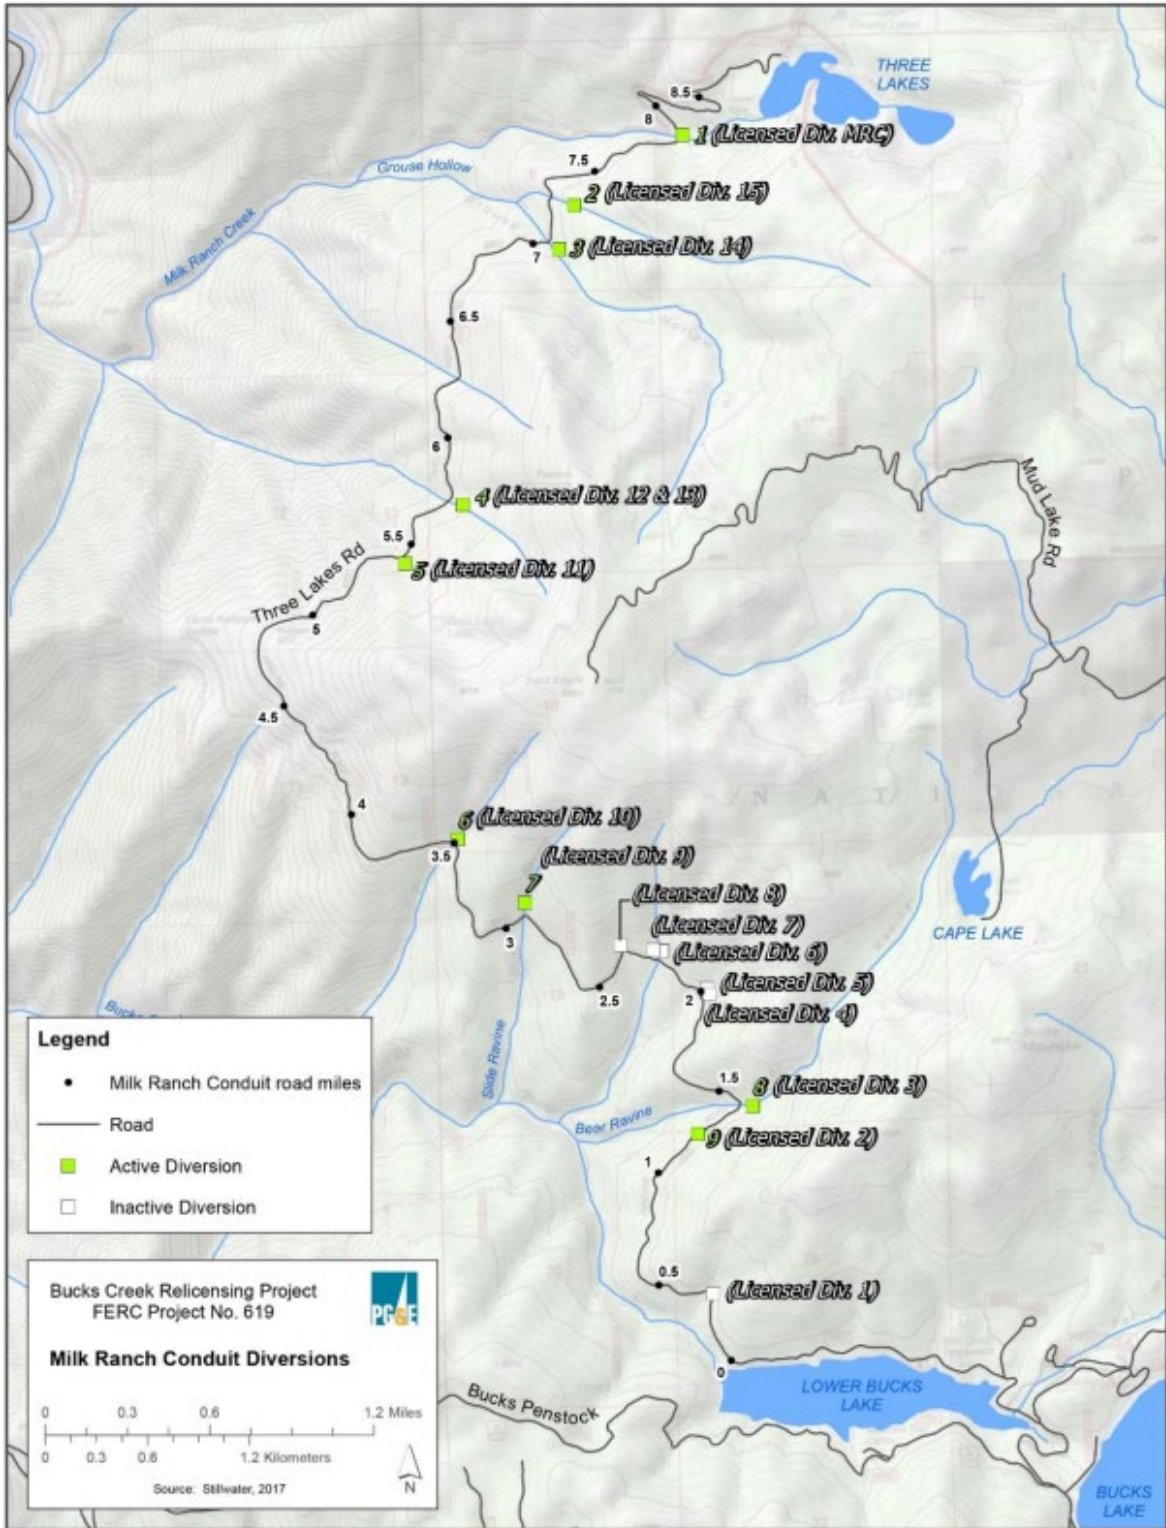 THREE
LAKES
8.5
8
1 (Licensed Div. MRC)
7.5
Grouse Hollow
2 (Licensed Div. 15)
Milk Ranch Creek
3 (Licensed Div. 14)
7
6.5
6
Mud Lake Rd
4 (Licensed Div. 12 & 13)
5.5
5 (Licensed Div. 11)
Three Lakes Rd
5
4.5
N A T I
4
6 (Licensed Div. 10)
3.5
(Licensed Div. 9)
7
(Licensed Div. 8)
(Licensed Div. 7)
CAPE LAKE
3
(Licensed Div. 6)
2.5
2
(Licensed Div. 5)
(Licensed Div. 4)
Bucks
Slide Ravine
1.5
8 (Licensed Div. 3)
Bear Ravine
9 (Licensed Div. 2)
1
0.5
(Licensed Div. 1)
0
LOWER BUCKS
LAKE
Bucks Penstock
BUCKS
LAKE
Legend
Milk Ranch Conduit road miles
Road
Active Diversion
Inactive Diversion
Bucks Creek Relicensing Project
FERC Project No. 619
PG&E
Milk Ranch Conduit Diversions
0 0.3 0.6 1.2 Miles
0 0.3 0.6 1.2 Kilometers
N
Source: Stillwater, 2017